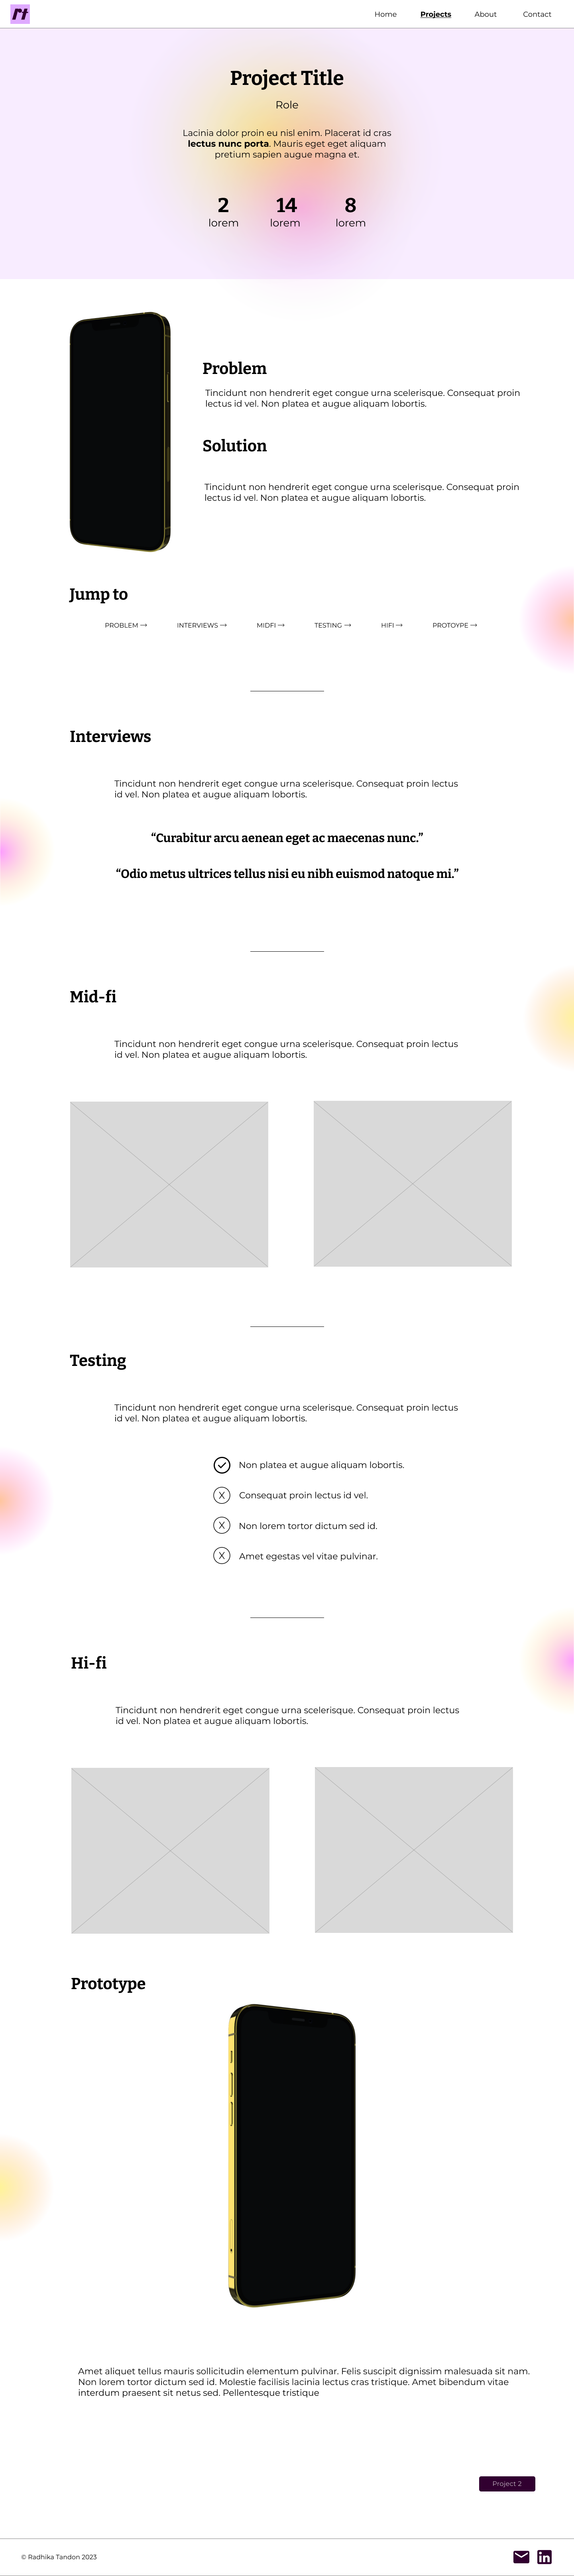 rt
Home Projects About Contact
Project Title
Role
Lacinia dolor proin eu nisl enim. Placerat id cras
lectus nunc porta. Mauris eget eget aliquam
pretium sapien augue magna et.
2 14 8
lorem lorem lorem
Problem
Tincidunt non hendrerit eget congue urna scelerisque. Consequat proin
lectus id vel. Non platea et augue aliquam lobortis.
Solution
Tincidunt non hendrerit eget congue urna scelerisque. Consequat proin
lectus id vel. Non platea et augue aliquam lobortis.
Jump to
PROBLEM → INTERVIEWS → MIDFI → TESTING → HIFI → PROTOYPE →
Interviews
Tincidunt non hendrerit eget congue urna scelerisque. Consequat proin lectus
id vel. Non platea et augue aliquam lobortis.
“Curabitur arcu aenean eget ac maecenas nunc.”
“Odio metus ultrices tellus nisi eu nibh euismod natoque mi.”
Mid-fi
Tincidunt non hendrerit eget congue urna scelerisque. Consequat proin lectus
id vel. Non platea et augue aliquam lobortis.
Testing
Tincidunt non hendrerit eget congue urna scelerisque. Consequat proin lectus
id vel. Non platea et augue aliquam lobortis.
Non platea et augue aliquam lobortis.
X Consequat proin lectus id vel.
X Non lorem tortor dictum sed id.
X Amet egestas vel vitae pulvinar.
Hi-fi
Tincidunt non hendrerit eget congue urna scelerisque. Consequat proin lectus
id vel. Non platea et augue aliquam lobortis.
Prototype
Amet aliquet tellus mauris sollicitudin elementum pulvinar. Felis suscipit dignissim malesuada sit nam.
Non lorem tortor dictum sed id. Molestie facilisis lacinia lectus cras tristique. Amet bibendum vitae
interdum praesent sit netus sed. Pellentesque tristique
Project 2
© Radhika Tandon 2023
in